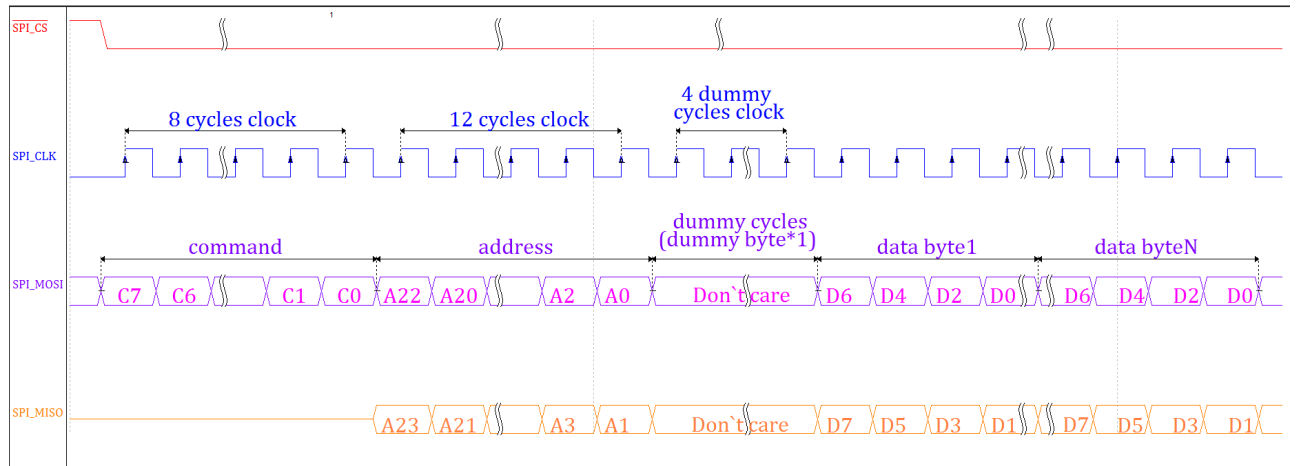 1
SPI_CS
8 cycles clock
12 cycles clock
4 dummy
cycles clock
SPI_CLK
command
address
dummy cycles
(dummy byte*1)
data byte1
data byteN
SPI_MOSI
C7 C6 C1 C0 A22 A20 A2 A0 Don`t care D6 D4 D2 D0 D6 D4 D2 D0
SPI_MISO
A23 A21 A3 A1 Don`t care D7 D5 D3 D1 D7 D5 D3 D1